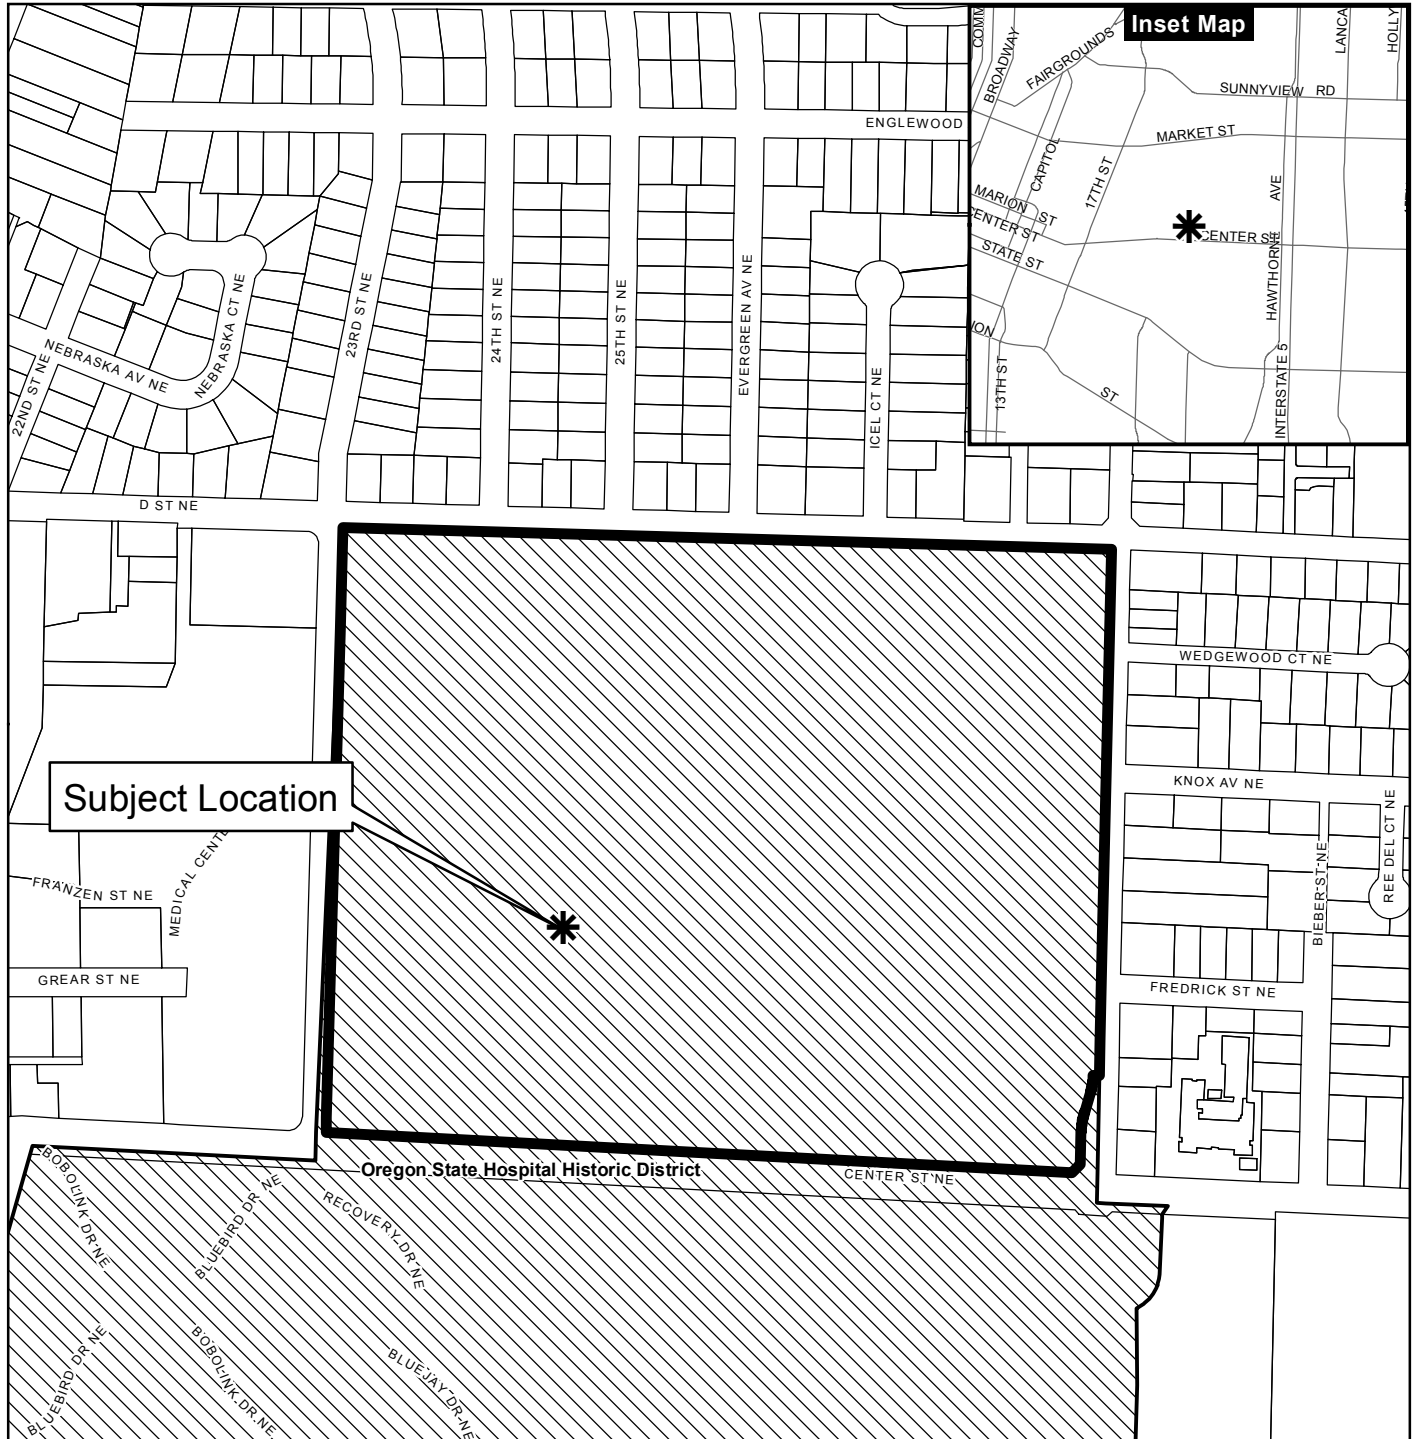 Inset Map
COMM
BROADWAY
FAIRGROUNDS
LANCA
HOLLY
SUNNYVIEW RD
MARKET ST
CAPITOL
17TH ST
MARION ST
CENTER ST
STATE ST
CENTER ST
HAWTHORNE AVE
INTERSTATE 5
ION
13TH ST
ST
ENGLEWOOD
NEBRASKA CT NE
NEBRASKA AV NE
22ND ST NE
23RD ST NE
24TH ST NE
25TH ST NE
EVERGREEN AV NE
ICEL CT NE
D ST NE
WEDGEWOOD CT NE
KNOX AV NE
Subject Location
MEDICAL CENTE
FRANZEN ST NE
GREAR ST NE
BIEBER ST NE
REE DEL CT NE
FREDRICK ST NE
Oregon State Hospital Historic District
CENTER ST NE
BOBOLINK DR NE
BLUEBIRD DR NE
RECOVERY DR NE
BLUEBIRD DR NE
BOBOLINK DR NE
BLUEJAY DR NE